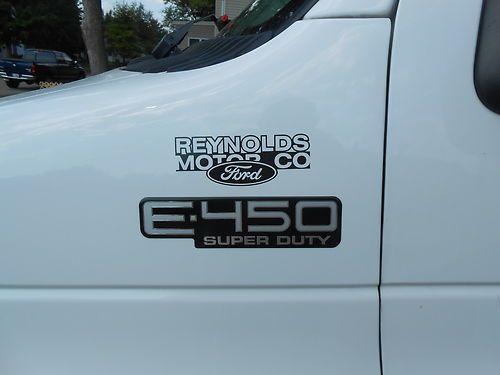 REYNOLDS
MOTOR CO
Ford
E-450
SUPER DUTY